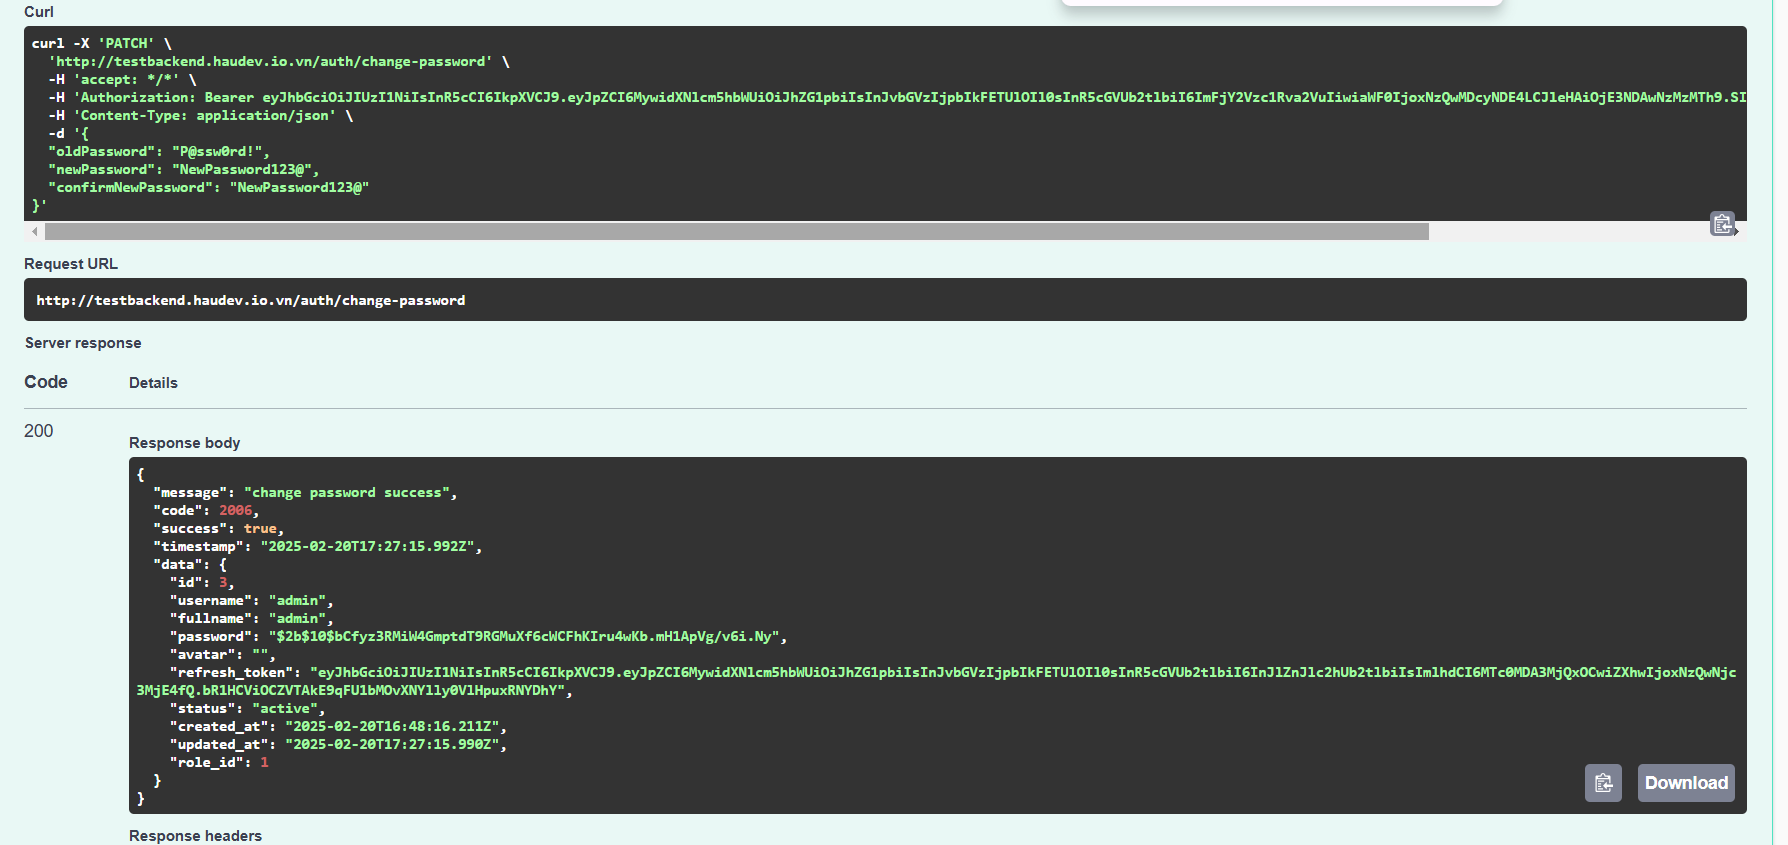 Curl
curl -X 'PATCH' \
'http://testbackend.haudev.io.vn/auth/change-password' \
-H 'accept: */*' \
-H 'Authorization: Bearer eyJhbGciOiJIUzI1NiIsInR5cCI6IkpXVCJ9.eyJpZCI6MywidXNlcm5hbWUiOiJhZG1pbiIsInJvbGVzIjpbIkFETUlOIl0sInR5cGVUb2tlbiI6ImFjY2Vzc1Rva2VuIiwiaWF0IjoxNzQwMDcyNDE4LCJleHAiOjE3NDAwNzMzMTh9.SI
-H 'Content-Type: application/json' \
-d '{
"oldPassword": "P@ssw0rd!",
"newPassword": "NewPassword123@",
"confirmNewPassword": "NewPassword123@"
}'
Request URL
http://testbackend.haudev.io.vn/auth/change-password
Server response
Code Details
200
Response body
{
"message": "change password success",
"code": 2006,
"success": true,
"timestamp": "2025-02-20T17:27:15.992Z",
"data": {
"id": 3,
"username": "admin",
"fullname": "admin",
"password": "$2b$10$bCfyz3RMiW4GmptdT9RGMuXf6cWCFhKIru4wKb.mH1ApVg/v6i.Ny",
"avatar": "",
"refresh_token": "eyJhbGciOiJIUzI1NiIsInR5cCI6IkpXVCJ9.eyJpZCI6MywidXNlcm5hbWUiOiJhZG1pbiIsInJvbGVzIjpbIkFETUlOIl0sInR5cGVUb2tlbiI6InJlZnJlc2hUb2tlbiIsImlhdCI6MTc0MDA3MjQxOCwiZXhwIjoxNzQwNjc
3MjE4fQ.bR1HCViOCZVTAkE9qFU1bMOvXNYlly0VlHpuxRNYDhY",
"status": "active",
"created_at": "2025-02-20T16:48:16.211Z",
"updated_at": "2025-02-20T17:27:15.990Z",
"role_id": 1
}
}
Download
Response headers